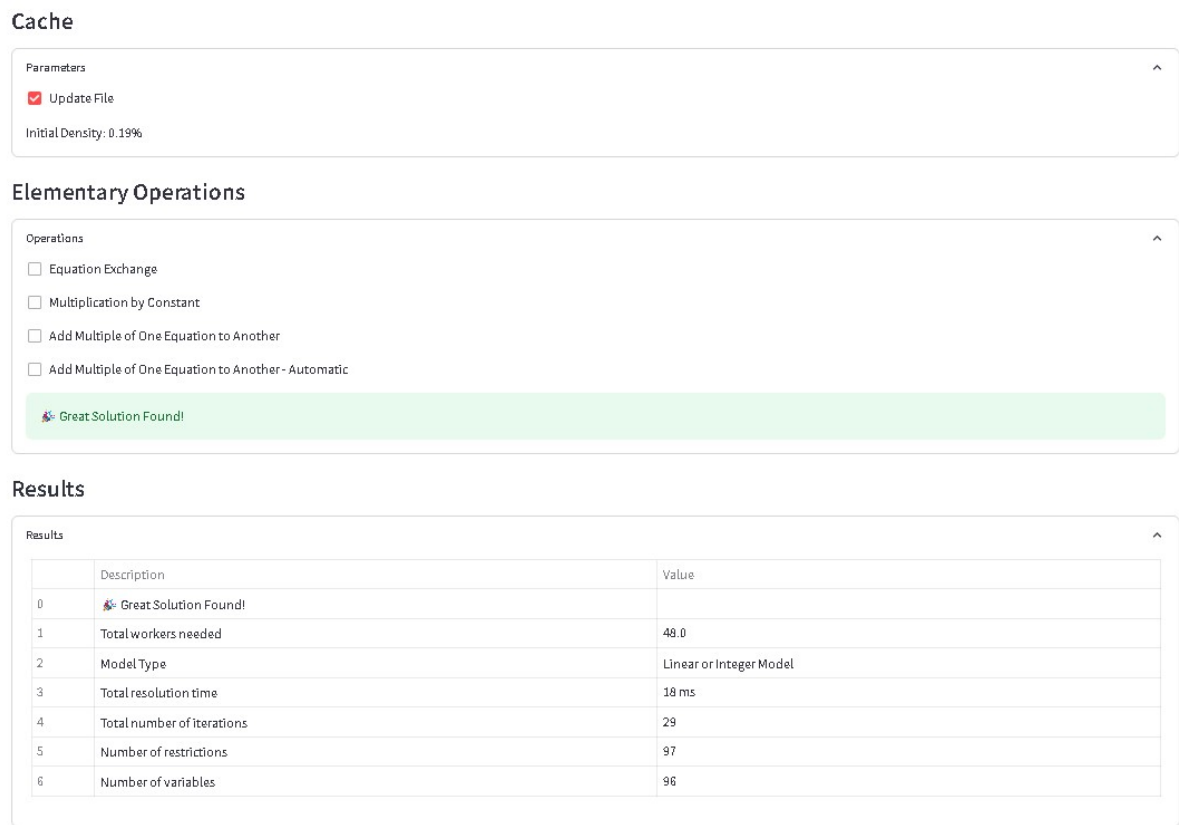 Cache
Parameters
Update File
Initial Density: 0.19%
Elementary Operations
Operations
Equation Exchange
Multiplication by Constant
Add Multiple of One Equation to Another
Add Multiple of One Equation to Another - Automatic
🎉 Great Solution Found!
Results
Results
Description Value
0 🎉 Great Solution Found!
1 Total workers needed 48.0
2 Model Type Linear or Integer Model
3 Total resolution time 18 ms
4 Total number of iterations 29
5 Number of restrictions 97
6 Number of variables 96